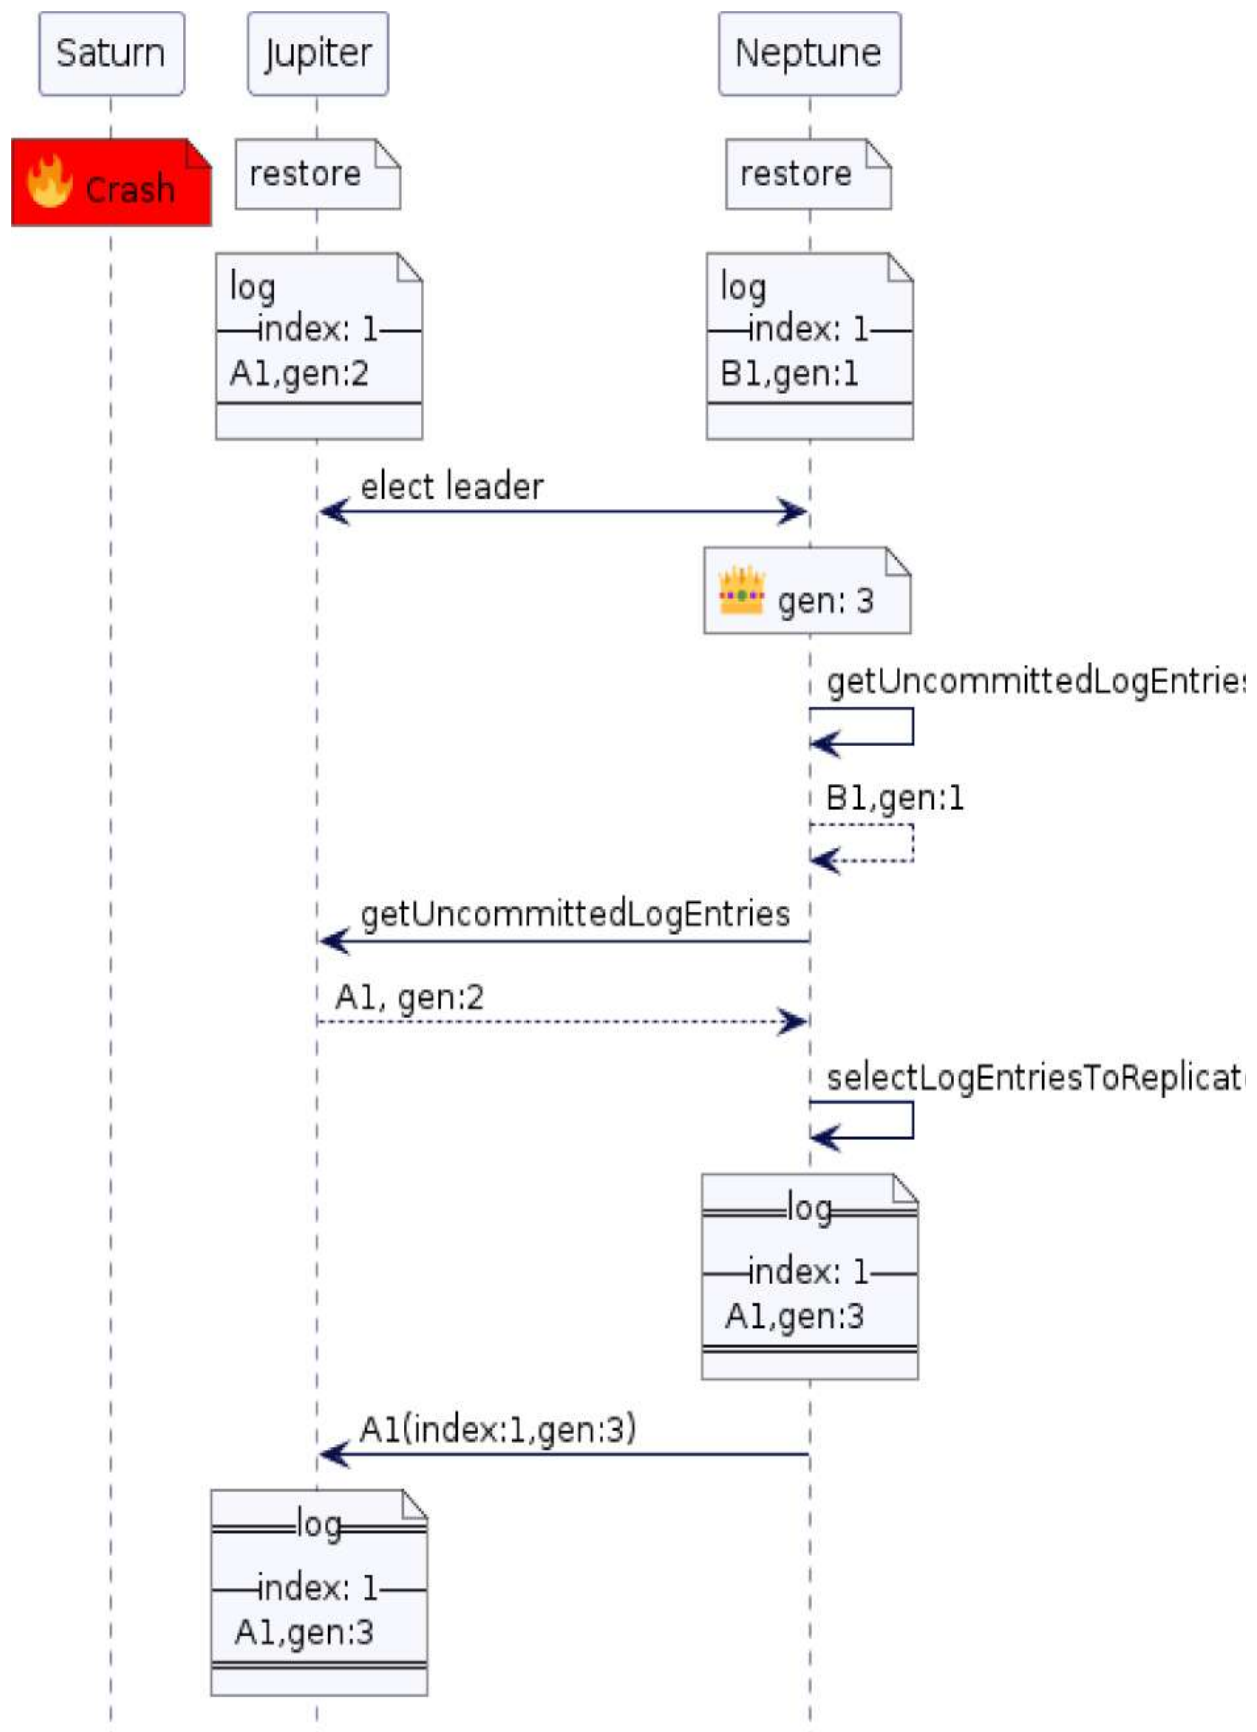 Saturn Jupiter Neptune
Crash
restore
restore
log
index: 1
A1,gen:2
log
index: 1
B1,gen:1
elect leader
gen: 3
getUncommittedLogEntries
B1,gen:1
getUncommittedLogEntries
A1, gen:2
selectLogEntriesToReplicat
log
index: 1
A1,gen:3
A1(index:1,gen:3)
log
index: 1
A1,gen:3